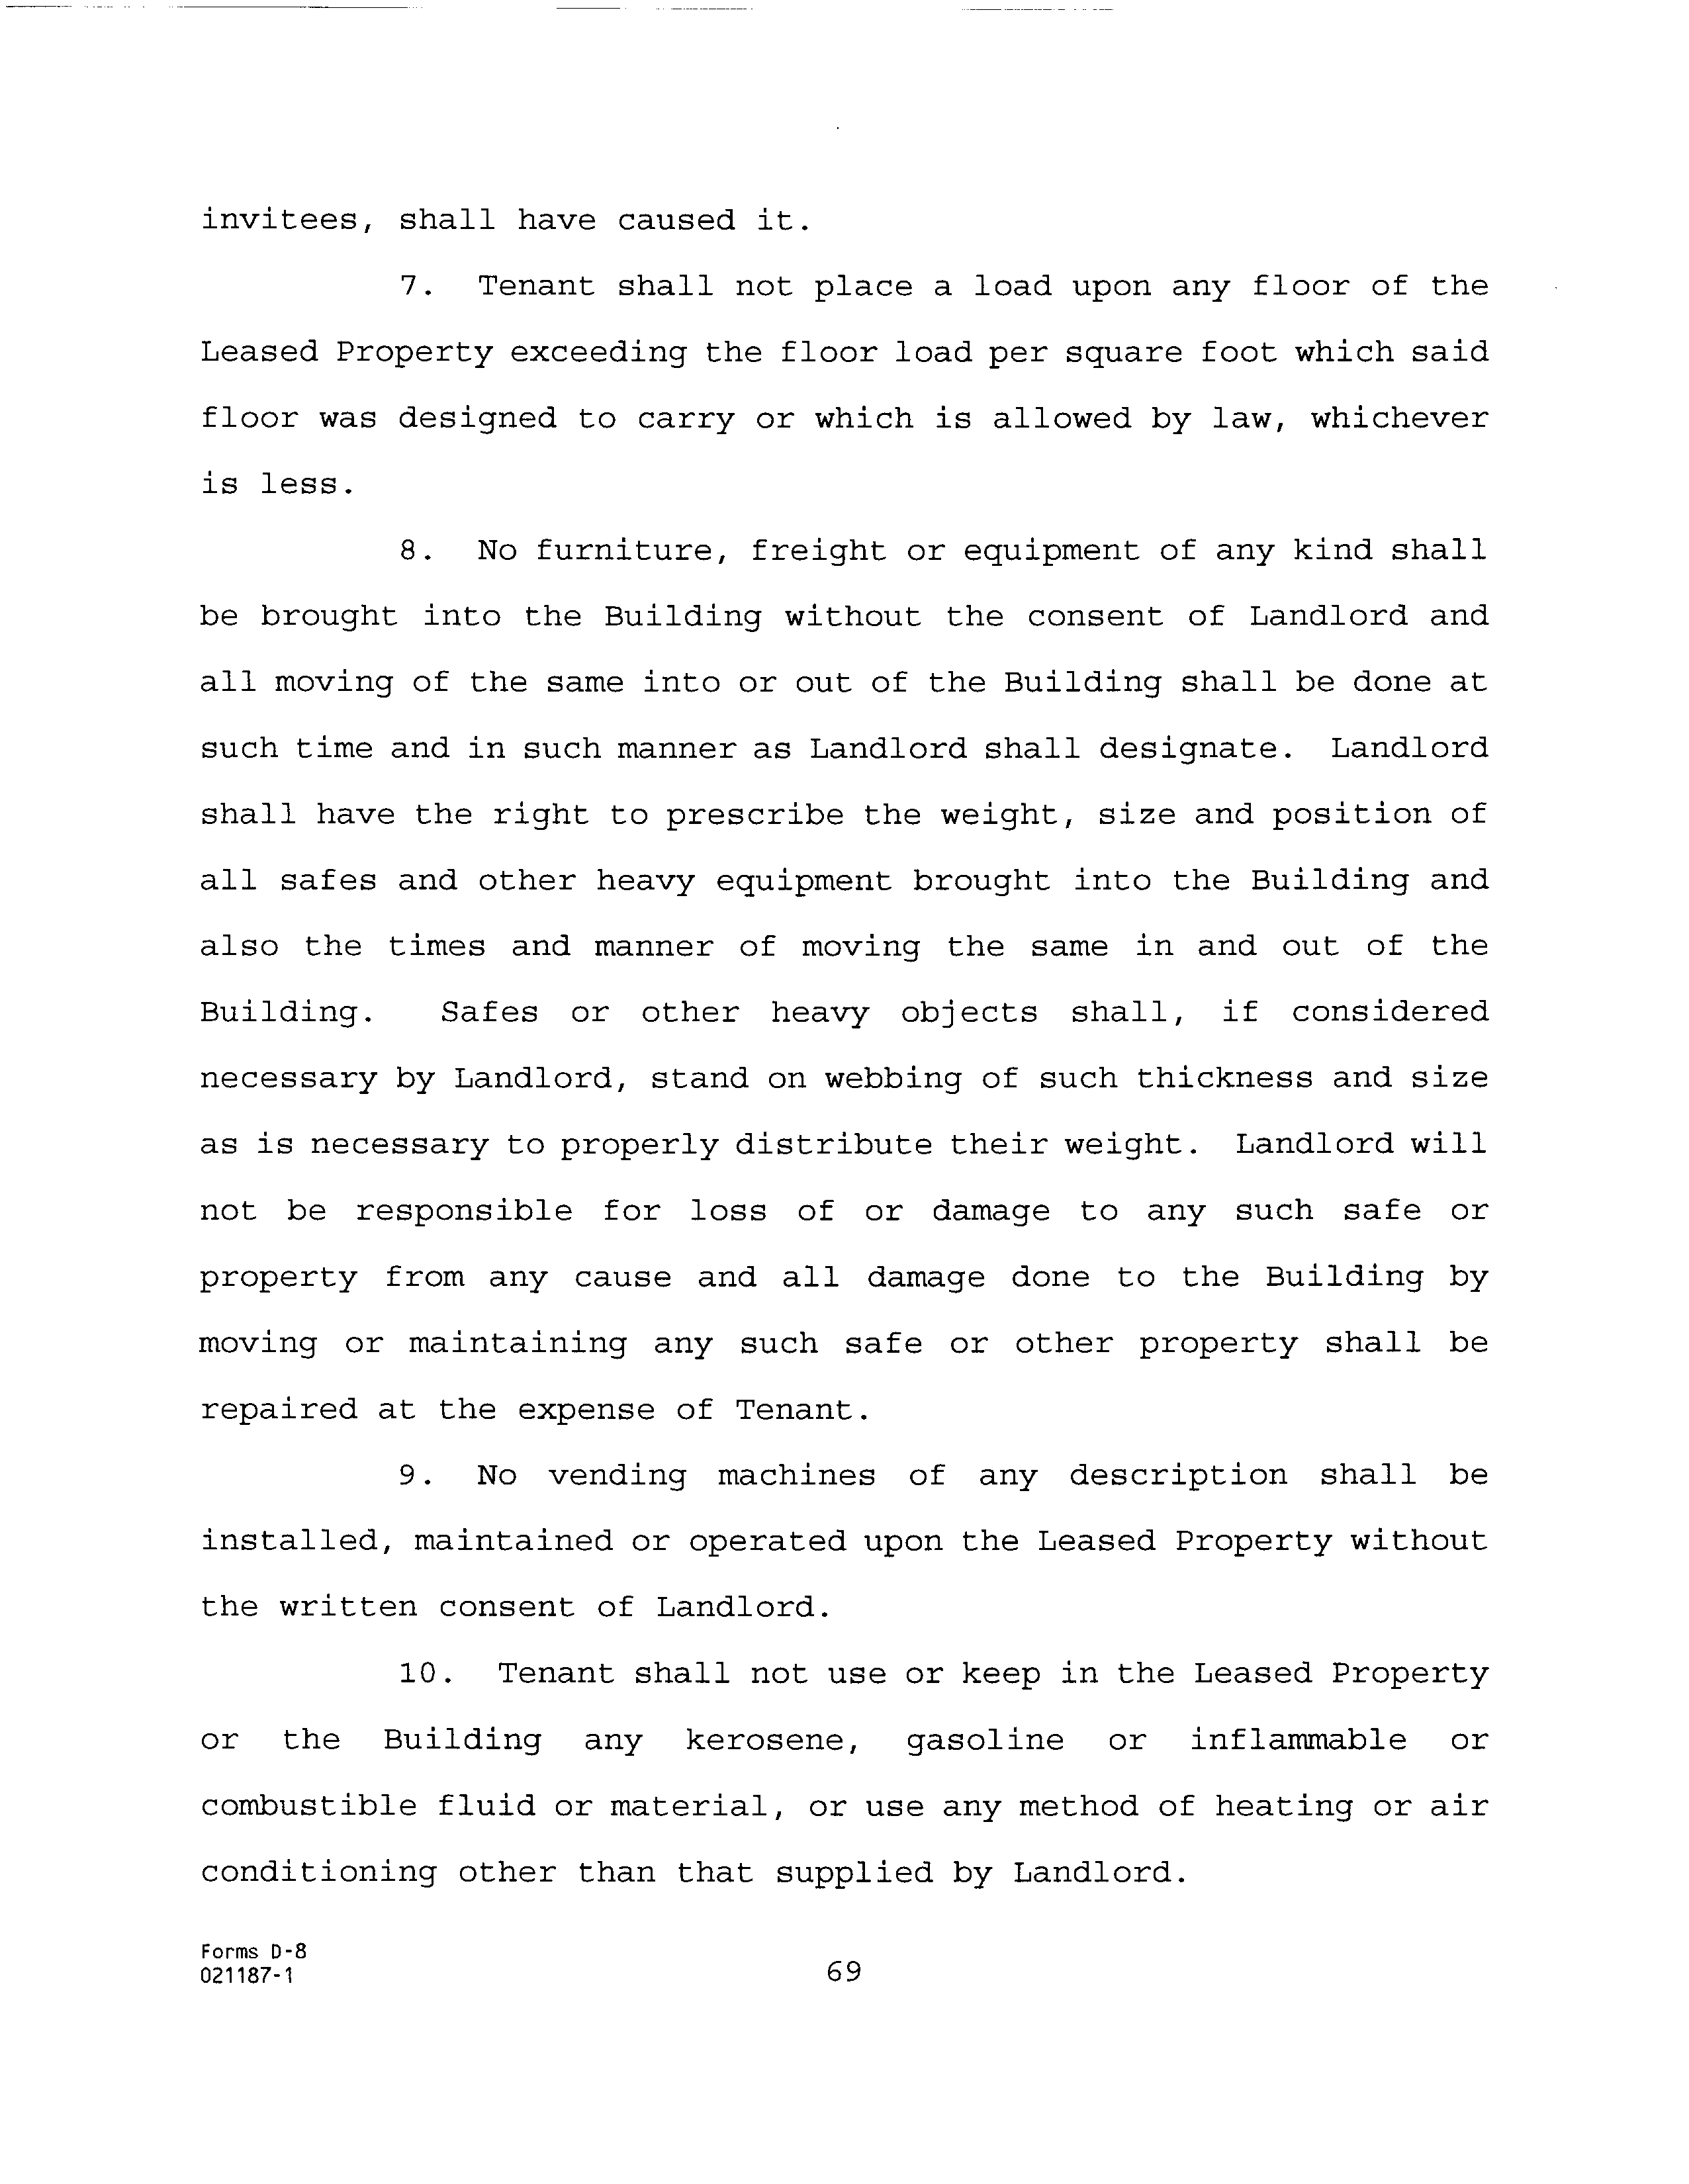 invitees, shall have caused it.
7. Tenant shall not place a load upon any floor of the
Leased Property exceeding the floor load per square foot which said
floor was designed to carry or which is allowed by law, whichever
is less.
8. No furniture, freight or equipment of any kind shall
be brought into the Building without the consent of Landlord and
all moving of the same into or out of the Building shall be done at
such time and in such manner as Landlord shall designate. Landlord
shall have the right to prescribe the weight, size and position of
all safes and other heavy equipment brought into the Building and
also the times and manner of moving the same in and out of the
Building. Safes or other heavy objects shall, if considered
necessary by Landlord, stand on webbing of such thickness and size
as is necessary to properly distribute their weight. Landlord will
not be responsible for loss of or damage to any such safe or
property from any cause and all damage done to the Building by
moving or maintaining any such safe or other property shall be
repaired at the expense of Tenant.
9. No vending machines of any description shall be
installed, maintained or operated upon the Leased Property without
the written consent of Landlord.
10. Tenant shall not use or keep in the Leased Property
or the Building any kerosene, gasoline or inflammable or
combustible fluid or material, or use any method of heating or air
conditioning other than that supplied by Landlord.
Forms D-8
021187-1
69